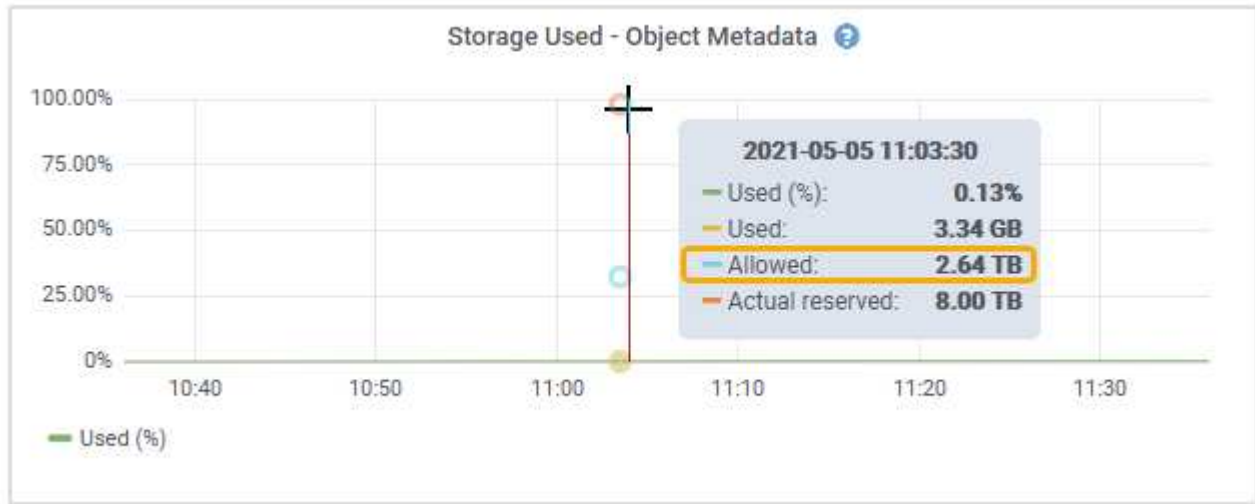 Storage Used - Object Metadata ?
100.00%
75.00%
50.00%
25.00%
0%
2021-05-05 11:03:30
Used (%): 0.13%
Used: 3.34 GB
Allowed: 2.64 TB
Actual reserved: 8.00 TB
10:40 10:50 11:00 11:10 11:20 11:30
Used (%)